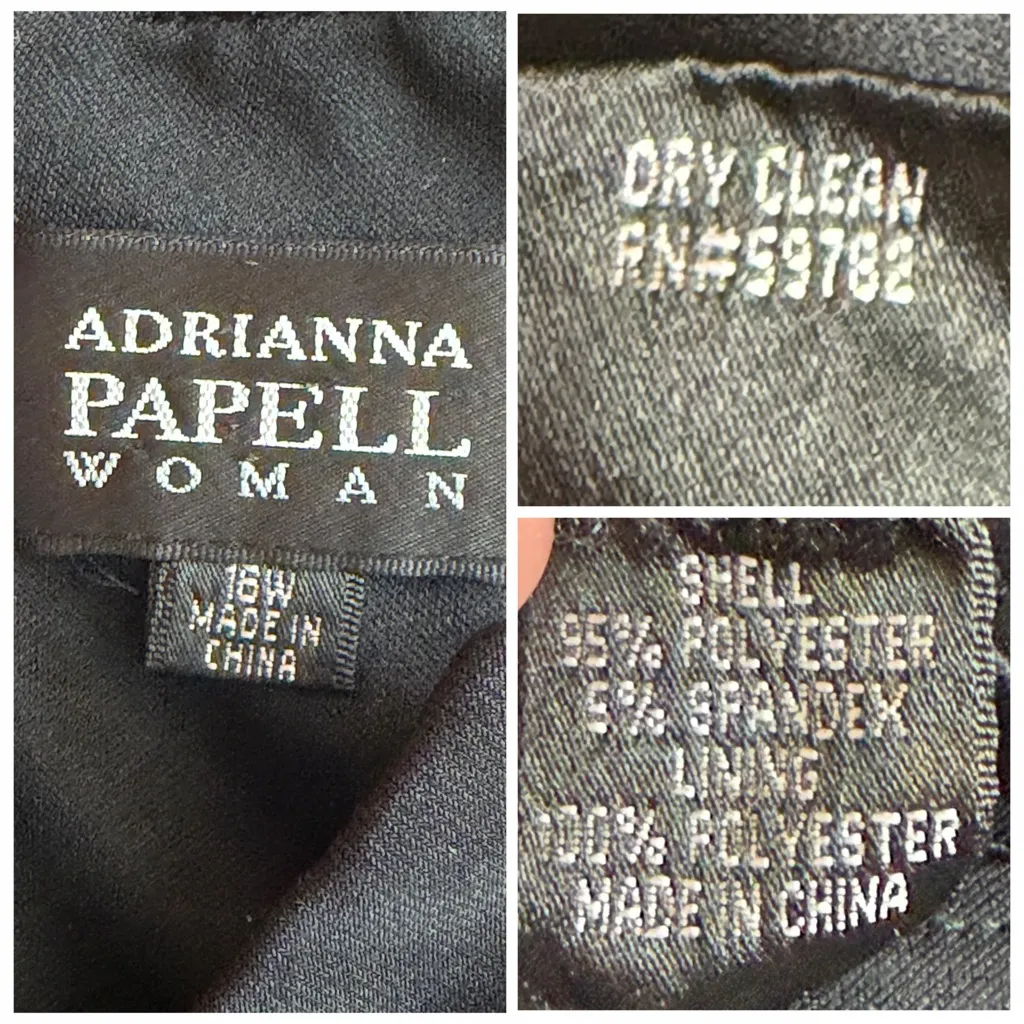 ADRIANNA
PAPELL
WOMAN
18W
MADE IN
CHINA
DRY CLEAN
RN#59782
SHELL
95% POLYESTER
5% SPANDEX
LINING
100% POLYESTER
MADE IN CHINA